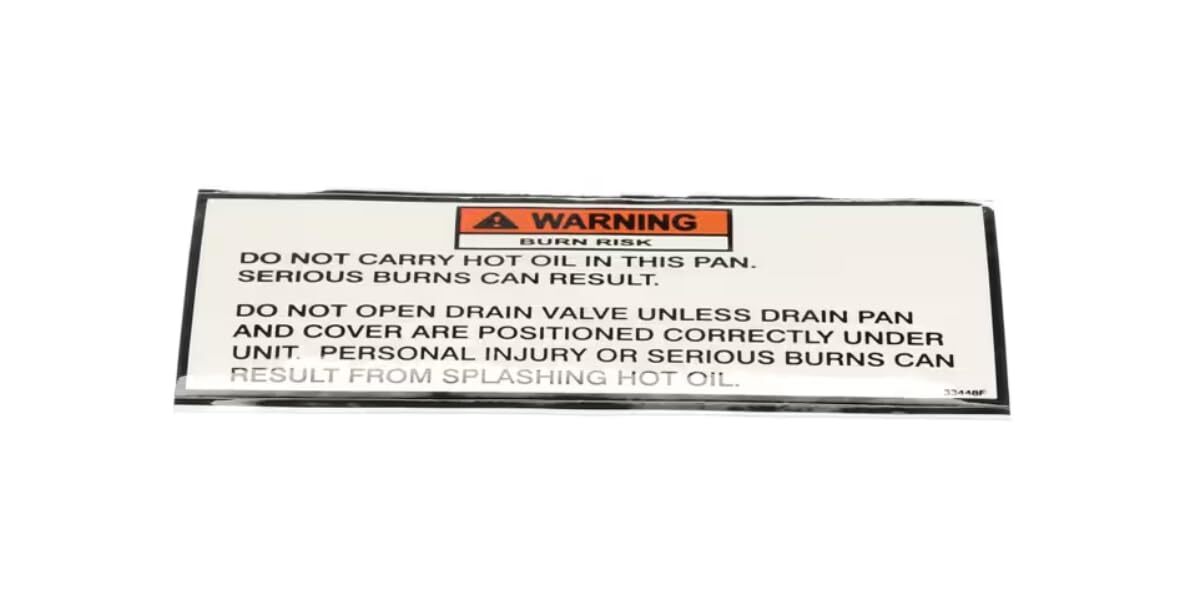 WARNING
BURN RISK
DO NOT CARRY HOT OIL IN THIS PAN.
SERIOUS BURNS CAN RESULT.
DO NOT OPEN DRAIN VALVE UNLESS DRAIN PAN
AND COVER ARE POSITIONED CORRECTLY UNDER
UNIT. PERSONAL INJURY OR SERIOUS BURNS CAN
RESULT FROM SPLASHING HOT OIL.
33448F